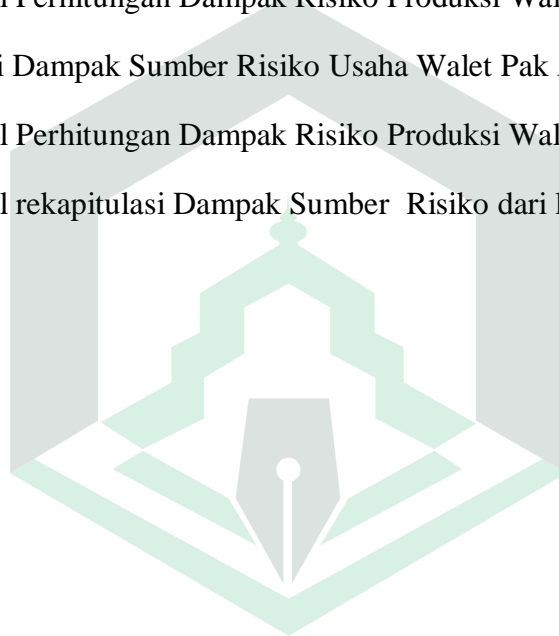 l Perhitungan Dampak Risiko Produksi Wal
i Dampak Sumber Risiko Usaha Walet Pak
l Perhitungan Dampak Risiko Produksi Wal
l rekapitulasi Dampak Sumber Risiko dari